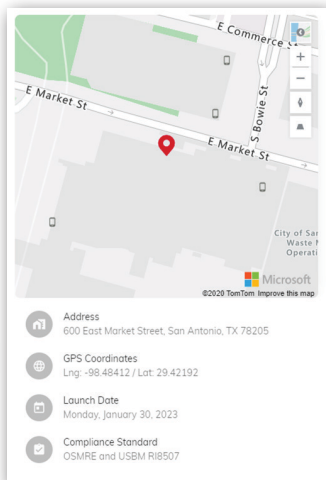 E Commerce St
E Market St
S Bowie St
E Market St
City of San
Waste M
Operati
Microsoft
©2020 TomTom Improve this map
Address
600 East Market Street, San Antonio, TX 78205
GPS Coordinates
Lng: -98.48412 / Lat: 29.42192
Launch Date
Monday, January 30, 2023
Compliance Standard
OSMRE and USBM RI8507